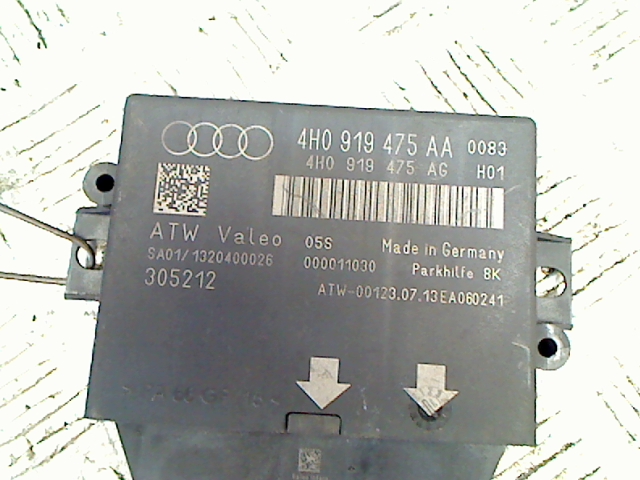 4H0 919 475 AA 0083
4H0 919 475 AG H01
ATW Valeo 05S Made in Germany
SA01/1320400026 000011030 Parkhilfe 8K
305212 ATW-00123.07.13EA060241